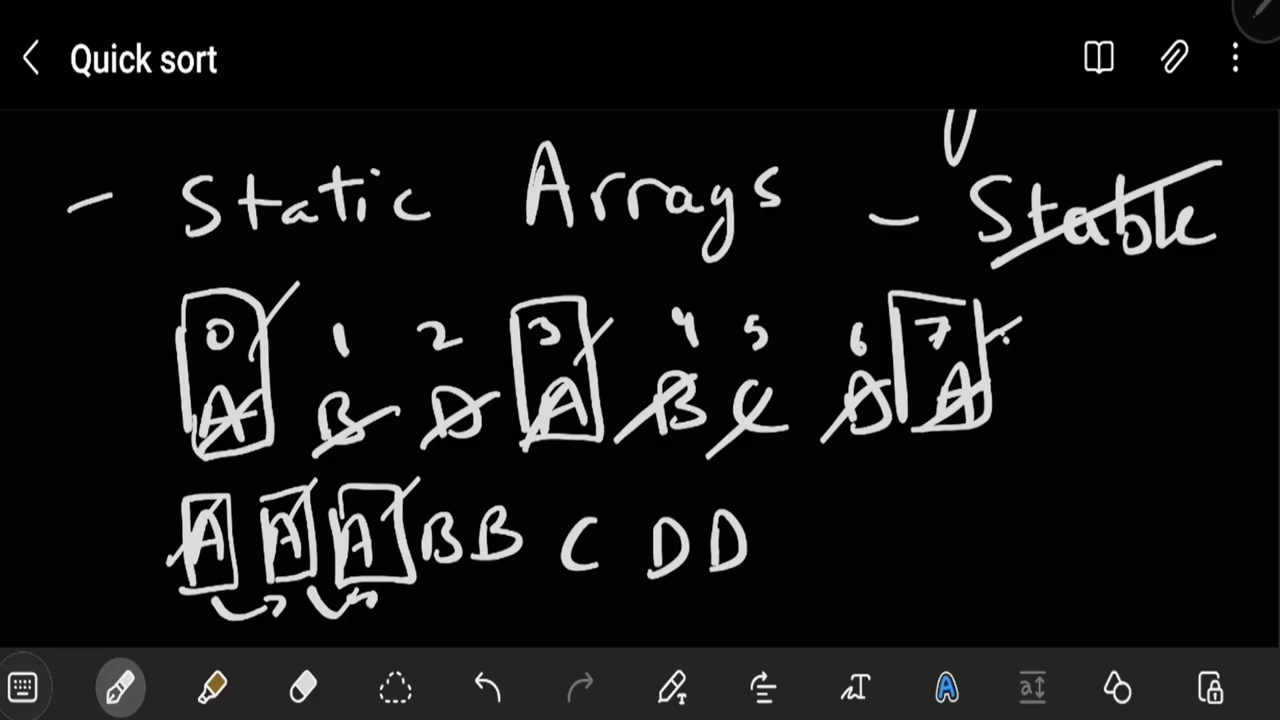 Quick sort
- Static Arrays - Stable
0 1 2 3 4 5 6 7
A B D A B C D A
A A A B B C D D